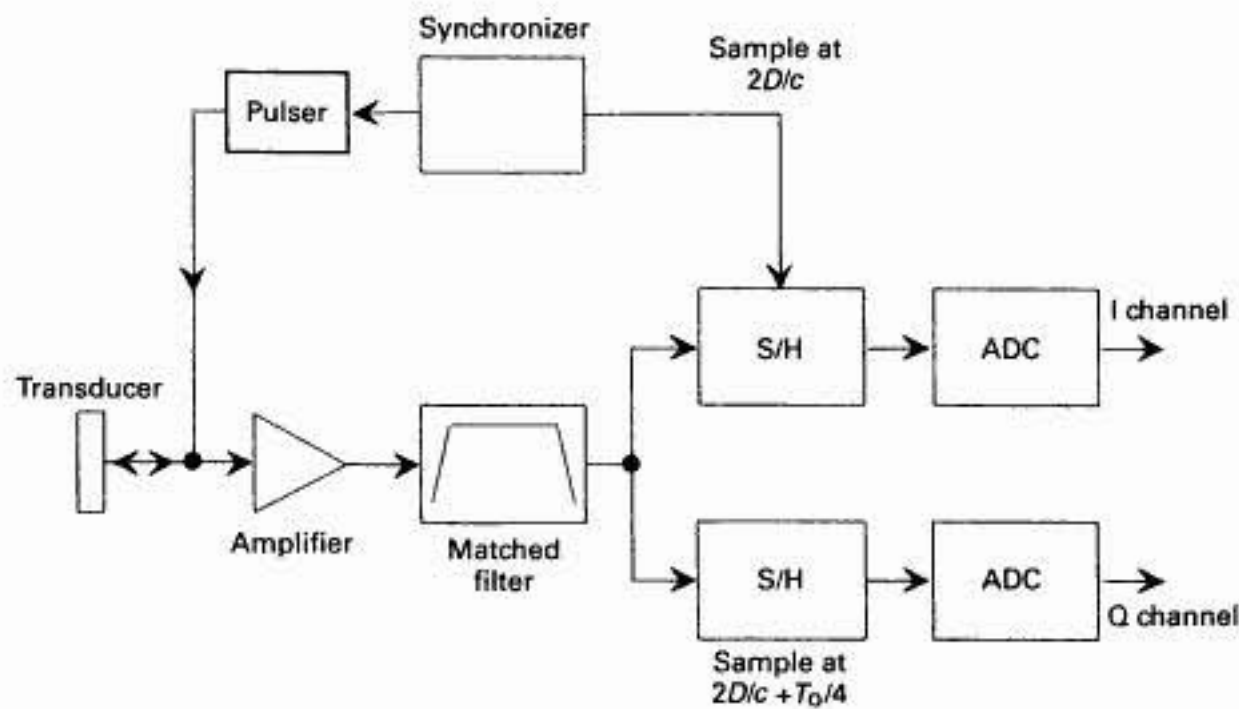 Synchronizer
Sample at
2D/c
Pulser
S/H
ADC
I channel
Transducer
Amplifier
Matched
filter
S/H
ADC
Q channel
Sample at
2D/c + T₀/4